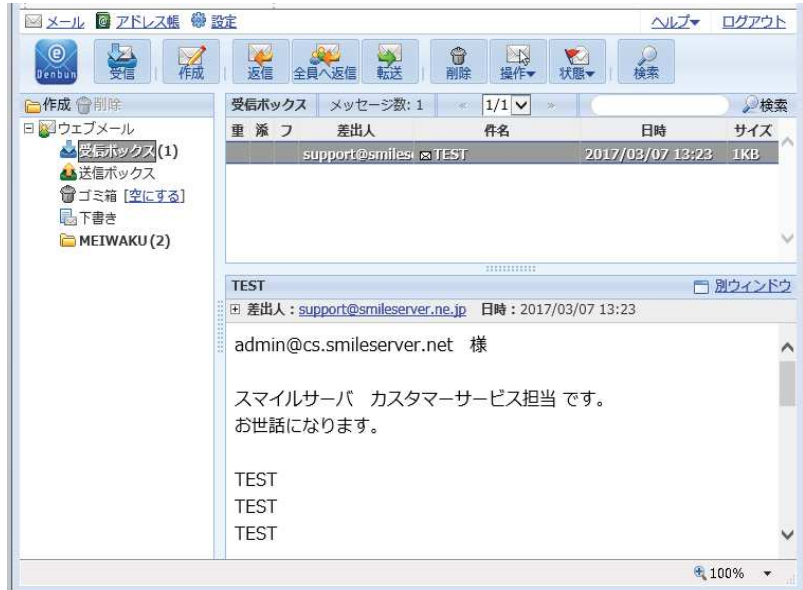 メール アドレス帳 設定 ヘルプ▾ ログアウト
Denbun 受信 作成 返信 全員へ返信 転送 削除 操作▾ 状態▾ 検索
作成 削除
ウェブメール
受信ボックス(1)
送信ボックス
ゴミ箱 [空にする]
下書き
MEIWAKU(2)
受信ボックス メッセージ数: 1 « 1/1 » 検索
重 添 フ 差出人 件名 日時 サイズ
support@smiles TEST 2017/03/07 13:23 1KB
TEST 別ウィンドウ
差出人:support@smileserver.ne.jp 日時:2017/03/07 13:23
admin@cs.smileserver.net 様
スマイルサーバ カスタマーサービス担当 です。
お世話になります。
TEST
TEST
TEST
100%